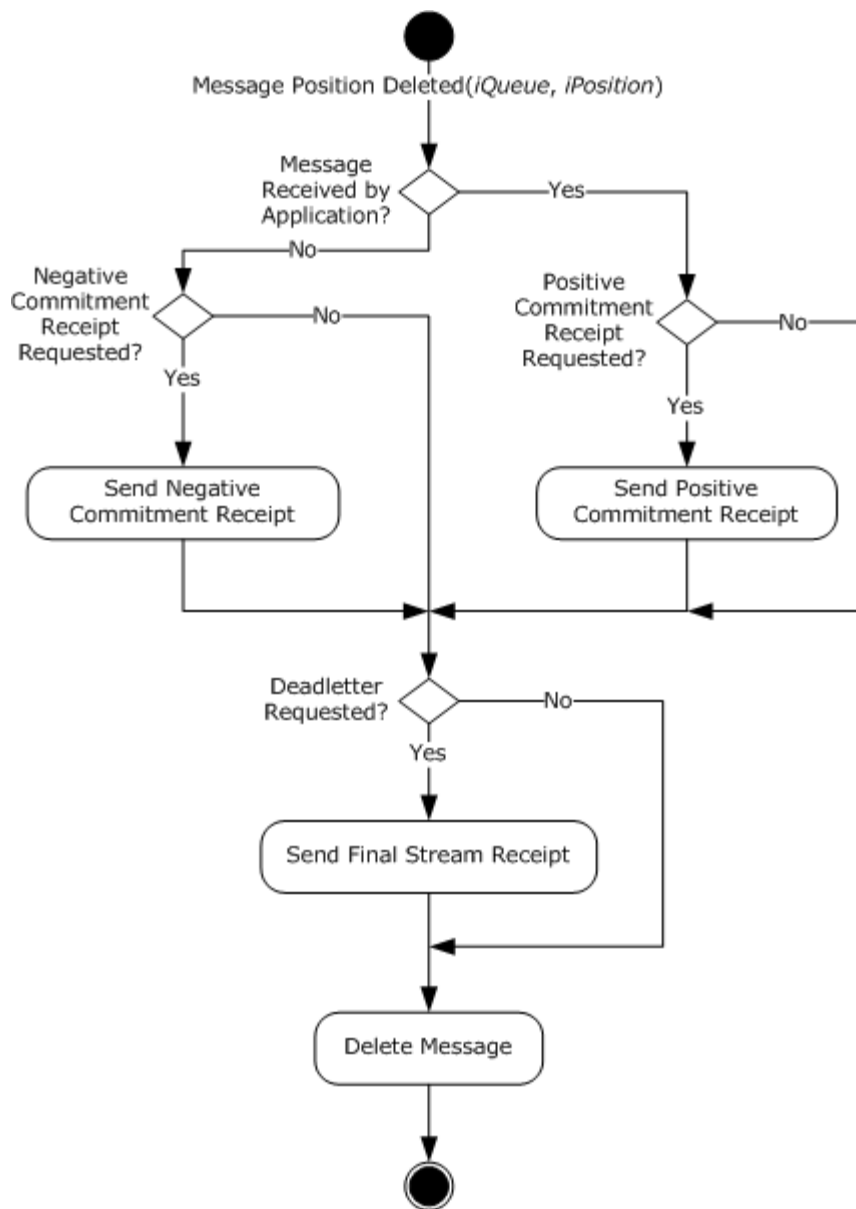 Message Position Deleted(iQueue, iPosition)
Message
Received by
Application?
Yes
No
Negative
Commitment
Receipt
Requested?
No
Yes
Positive
Commitment
Receipt
Requested?
No
Yes
Send Negative
Commitment Receipt
Send Positive
Commitment Receipt
Deadletter
Requested?
No
Yes
Send Final Stream Receipt
Delete Message